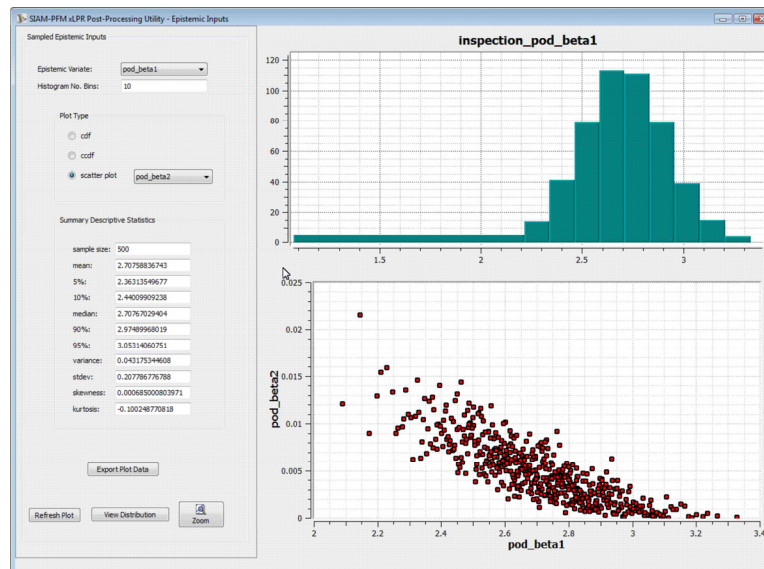 SIAM-PFM xLPR Post-Processing Utility - Epistemic Inputs
Sampled Epistemic Inputs
Epistemic Variate: pod_beta1
Histogram No. Bins: 10
Plot Type
cdf
ccdf
scatter plot pod_beta2
Summary Descriptive Statistics
sample size: 500
mean: 2.70758836743
5%: 2.36313549677
10%: 2.44009909238
median: 2.70767029404
90%: 2.97489968019
95%: 3.05314060751
variance: 0.043175344608
stdev: 0.207786776788
skewness: 0.000685000803971
kurtosis: -0.100248770818
Export Plot Data
Refresh Plot View Distribution Zoom
inspection_pod_beta1
120
100
80
60
40
20
0
1.5 2 2.5 3
0.025
0.02
0.015
0.01
0.005
0
pod_beta2
2 2.2 2.4 2.6 2.8 3 3.2 3.4
pod_beta1